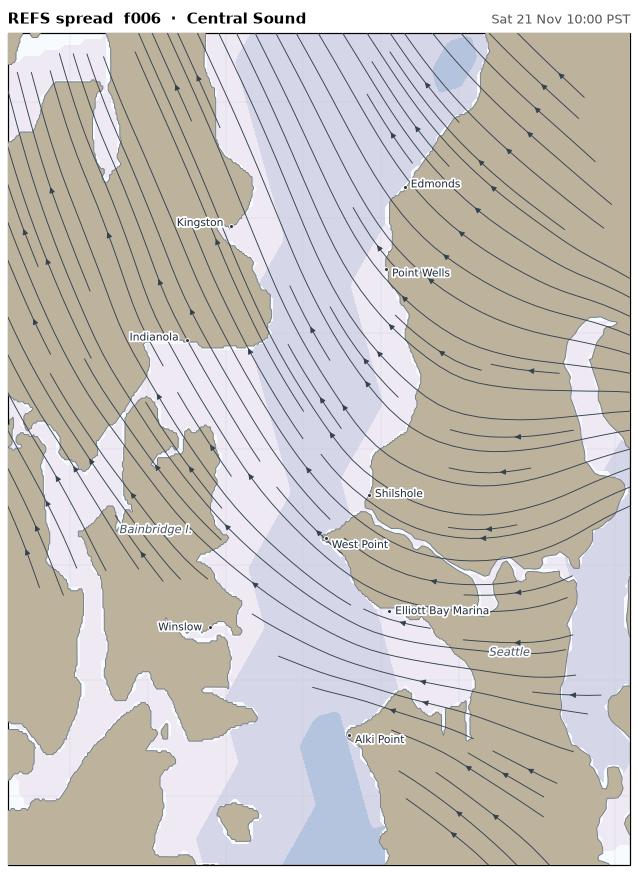 REFS spread f006 · Central Sound
Sat 21 Nov 10:00 PST
Edmonds
Kingston
Point Wells
Indianola
Shilshole
Bainbridge I.
West Point
Elliott Bay Marina
Winslow
Seattle
Alki Point